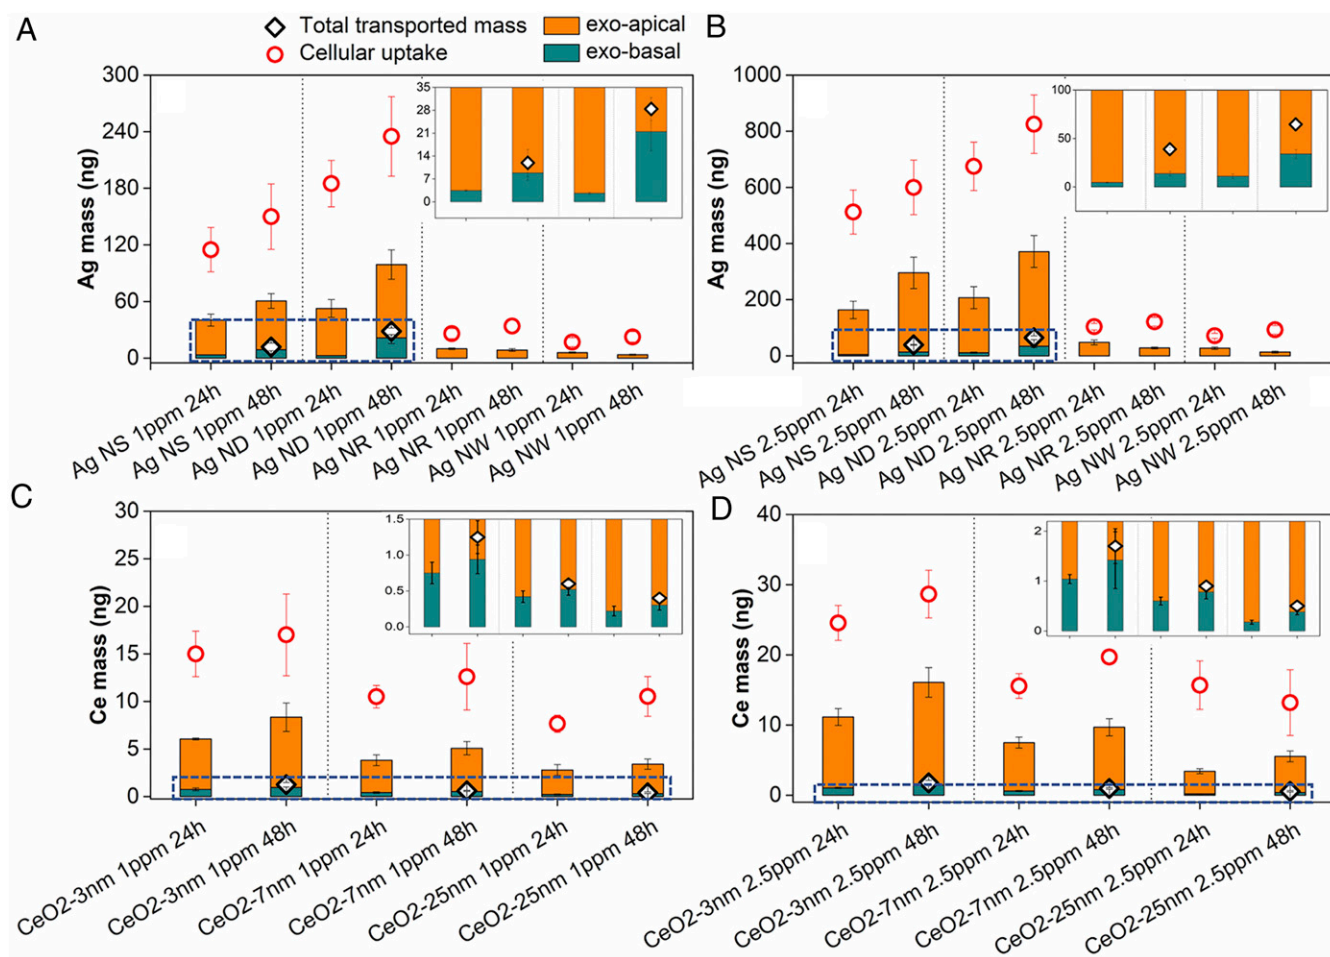 A
Total transported mass
exo-apical
Cellular uptake
exo-basal
B
Ag mass (ng)
300
240
180
120
60
0
35
28
21
14
7
0
Ag NS 1ppm 24h
Ag NS 1ppm 48h
Ag ND 1ppm 24h
Ag ND 1ppm 48h
Ag NR 1ppm 24h
Ag NR 1ppm 48h
Ag NW 1ppm 24h
Ag NW 1ppm 48h
Ag mass (ng)
1000
800
600
400
200
0
100
50
0
Ag NS 2.5ppm 24h
Ag NS 2.5ppm 48h
Ag ND 2.5ppm 24h
Ag ND 2.5ppm 48h
Ag NR 2.5ppm 24h
Ag NR 2.5ppm 48h
Ag NW 2.5ppm 24h
Ag NW 2.5ppm 48h
C
Ce mass (ng)
30
25
20
15
10
5
0
1.5
1.0
0.5
0.0
CeO2-3nm 1ppm 24h
CeO2-3nm 1ppm 48h
CeO2-7nm 1ppm 24h
CeO2-7nm 1ppm 48h
CeO2-25nm 1ppm 24h
CeO2-25nm 1ppm 48h
D
Ce mass (ng)
40
30
20
10
0
2
1
0
CeO2-3nm 2.5ppm 24h
CeO2-3nm 2.5ppm 48h
CeO2-7nm 2.5ppm 24h
CeO2-7nm 2.5ppm 48h
CeO2-25nm 2.5ppm 24h
CeO2-25nm 2.5ppm 48h